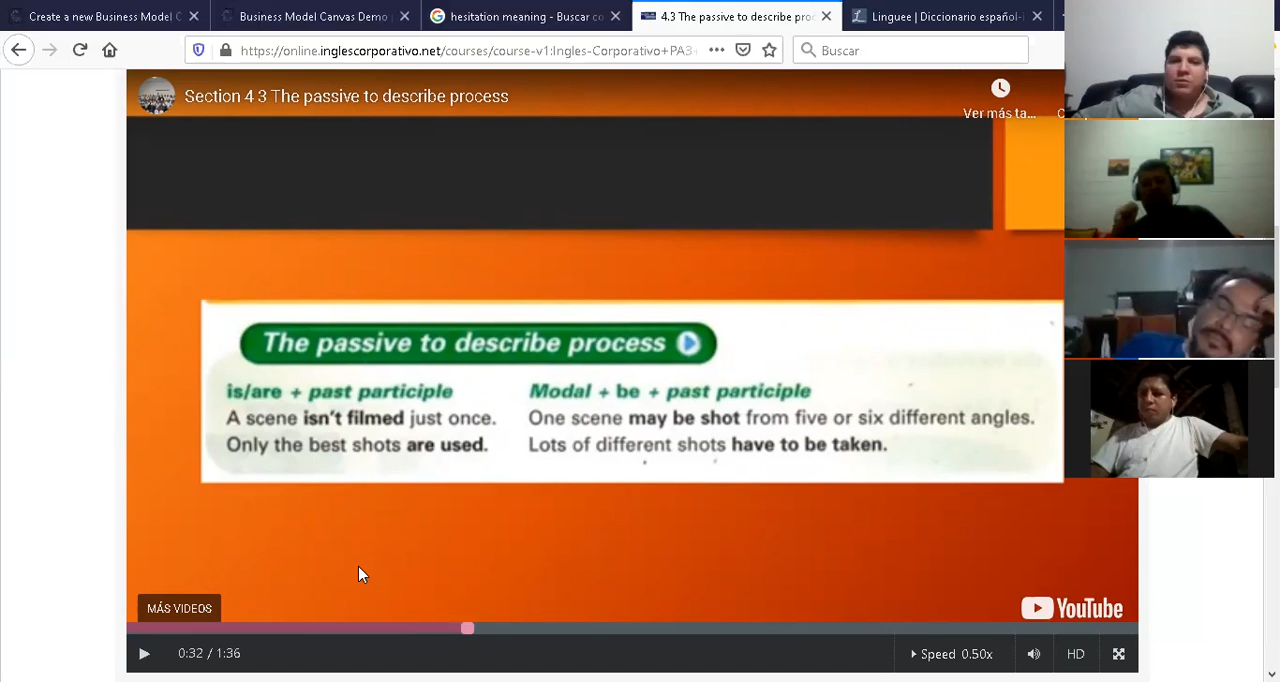 Create a new Business Model C
Business Model Canvas Demo
hesitation meaning - Buscar co
4.3 The passive to describe proc
Linguee | Diccionario español-
https://online.inglescorporativo.net/courses/course-v1:Ingles-Corporativo+PA3+
Buscar
Section 4 3 The passive to describe process
Ver más ta...
The passive to describe process
is/are + past participle
Modal + be + past participle
A scene isn't filmed just once.
One scene may be shot from five or six different angles.
Only the best shots are used.
Lots of different shots have to be taken.
MÁS VIDEOS
YouTube
0:32 / 1:36
Speed 0.50x
HD